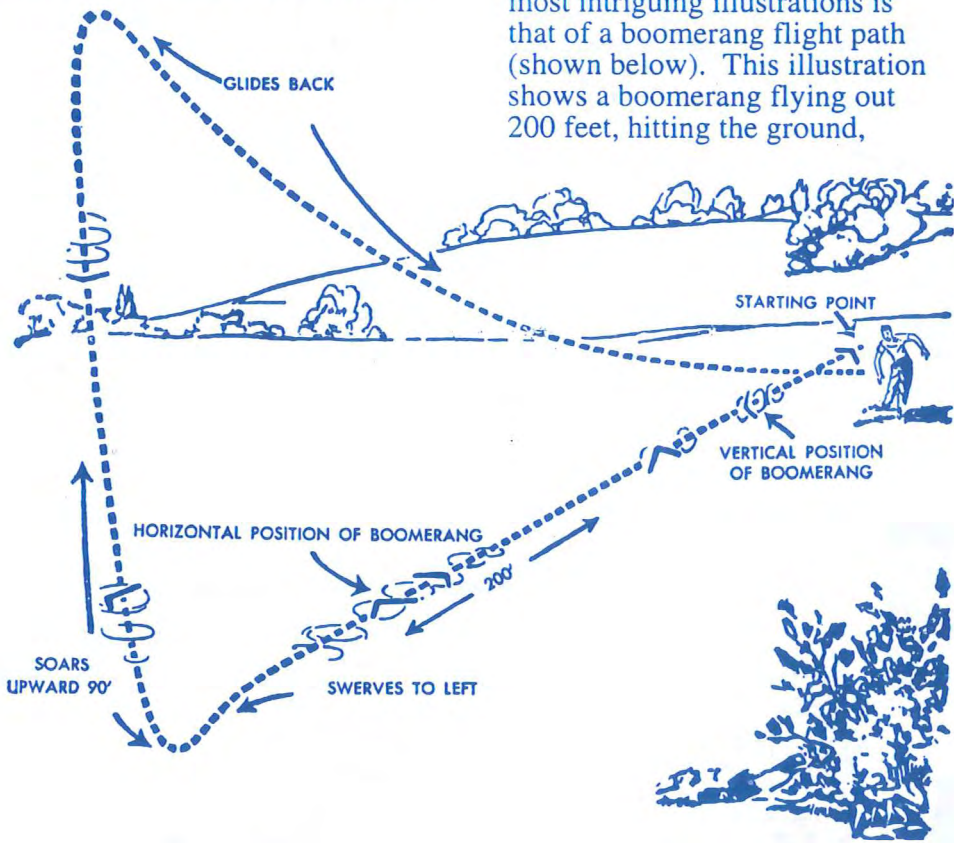 most intriguing illustrations is
that of a boomerang flight path
(shown below). This illustration
shows a boomerang flying out
200 feet, hitting the ground,
GLIDES BACK
STARTING POINT
VERTICAL POSITION
OF BOOMERANG
HORIZONTAL POSITION OF BOOMERANG
200'
SOARS
UPWARD 90'
SWERVES TO LEFT